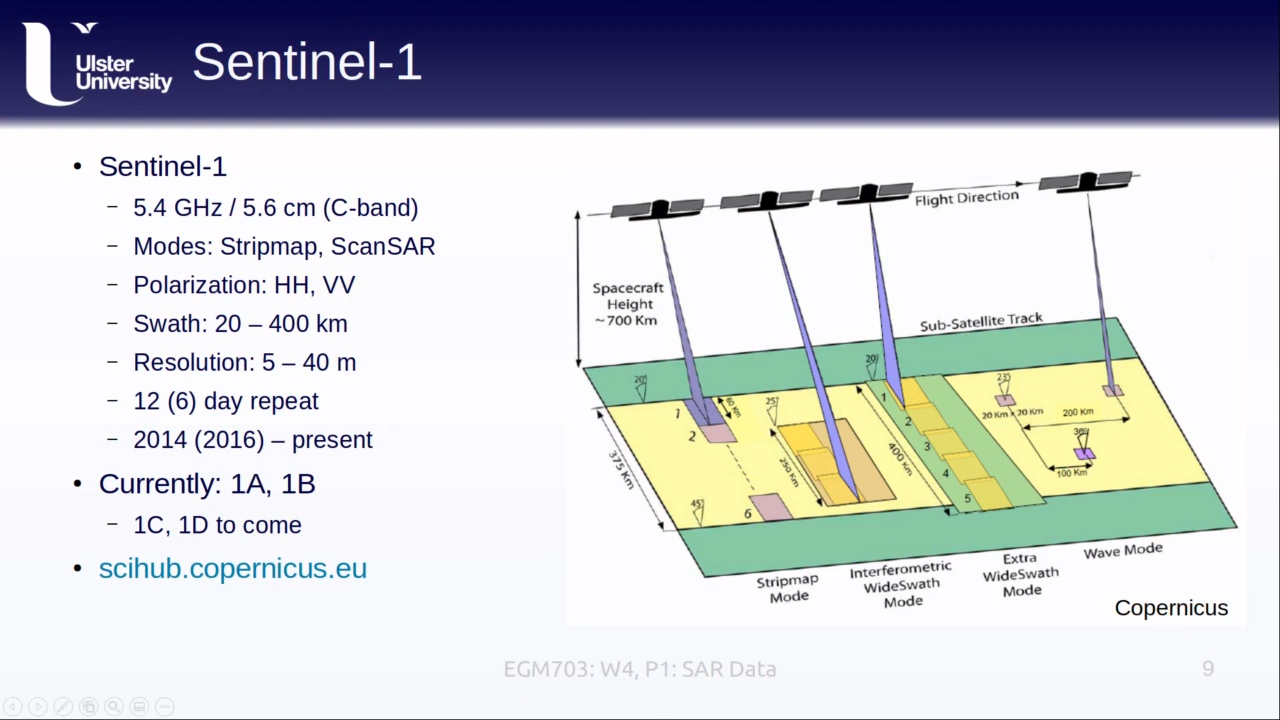 Ulster
University
Sentinel-1
• Sentinel-1
– 5.4 GHz / 5.6 cm (C-band)
– Modes: Stripmap, ScanSAR
– Polarization: HH, VV
– Swath: 20 – 400 km
– Resolution: 5 – 40 m
– 12 (6) day repeat
– 2014 (2016) – present
• Currently: 1A, 1B
– 1C, 1D to come
• scihub.copernicus.eu
Flight Direction
Spacecraft
Height
~700 Km
Sub-Satellite Track
20°
1
80 Km
2
375 Km
45°
6
25°
250 Km
20°
1
2
3
4
5
400 Km
23°
20 Km x 20 Km
200 Km
100 Km
Stripmap
Mode
Interferometric
WideSwath
Mode
Extra
WideSwath
Mode
Wave Mode
Copernicus
EGM703: W4, P1: SAR Data
9